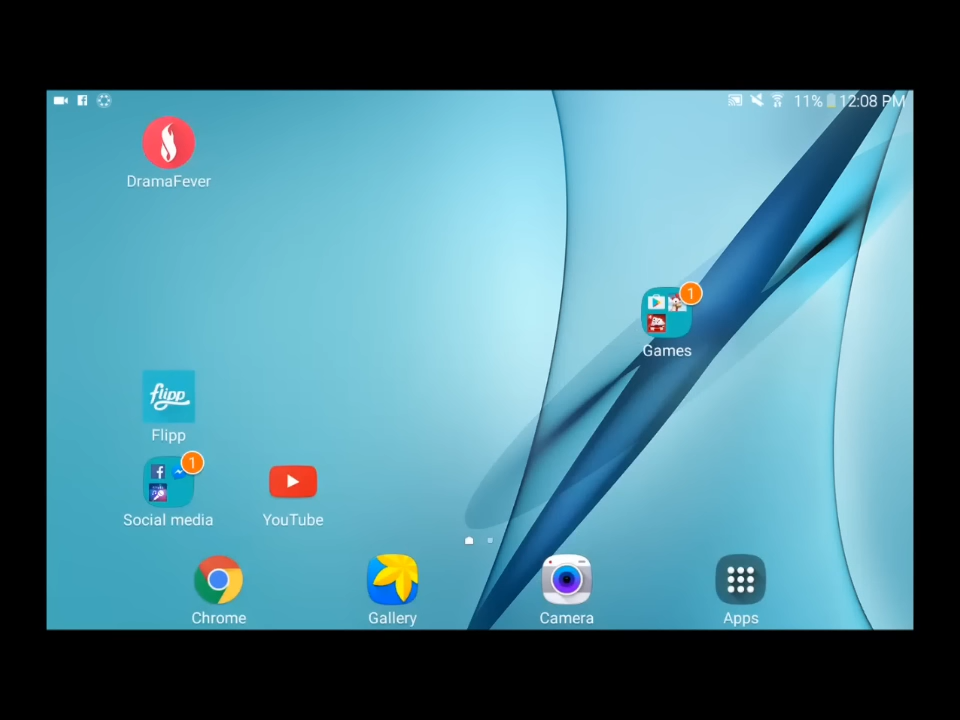 11% 12:08 PM
DramaFever
1
Games
flipp
Flipp
1
Social media
YouTube
Chrome
Gallery
Camera
Apps